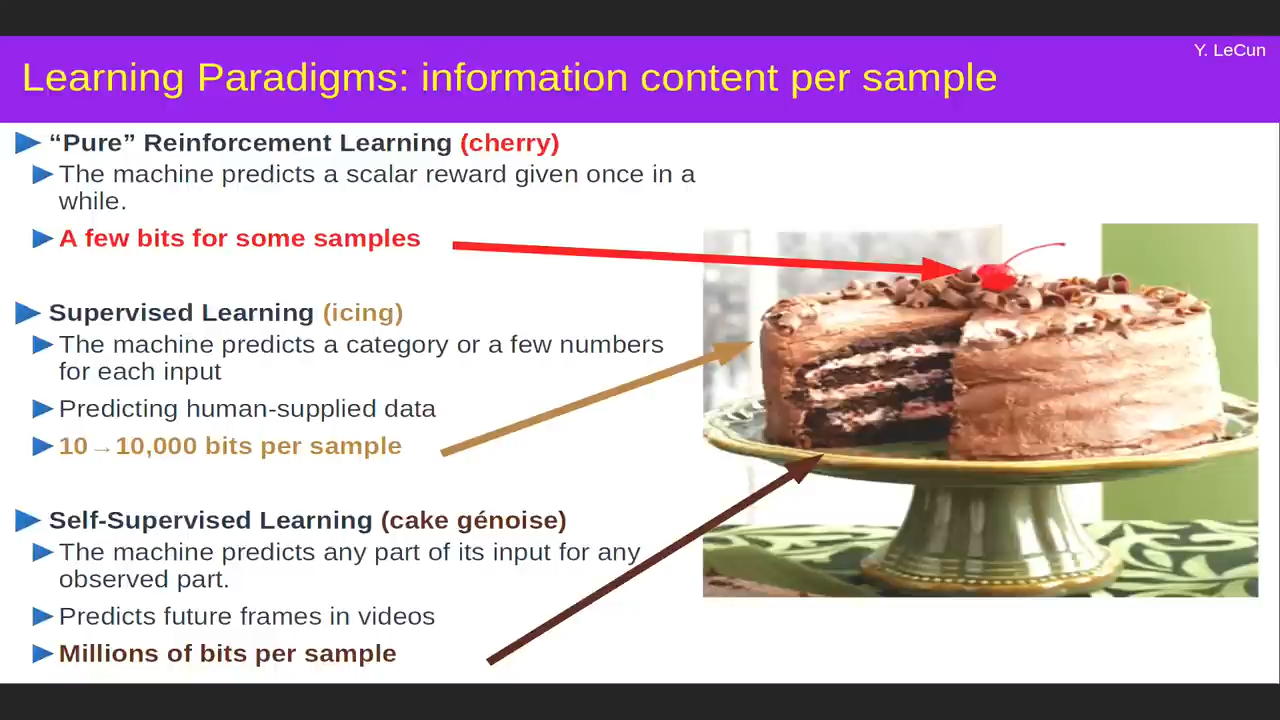 Y. LeCun
Learning Paradigms: information content per sample
“Pure” Reinforcement Learning (cherry)
The machine predicts a scalar reward given once in a
while.
A few bits for some samples
Supervised Learning (icing)
The machine predicts a category or a few numbers
for each input
Predicting human-supplied data
10→10,000 bits per sample
Self-Supervised Learning (cake génoise)
The machine predicts any part of its input for any
observed part.
Predicts future frames in videos
Millions of bits per sample